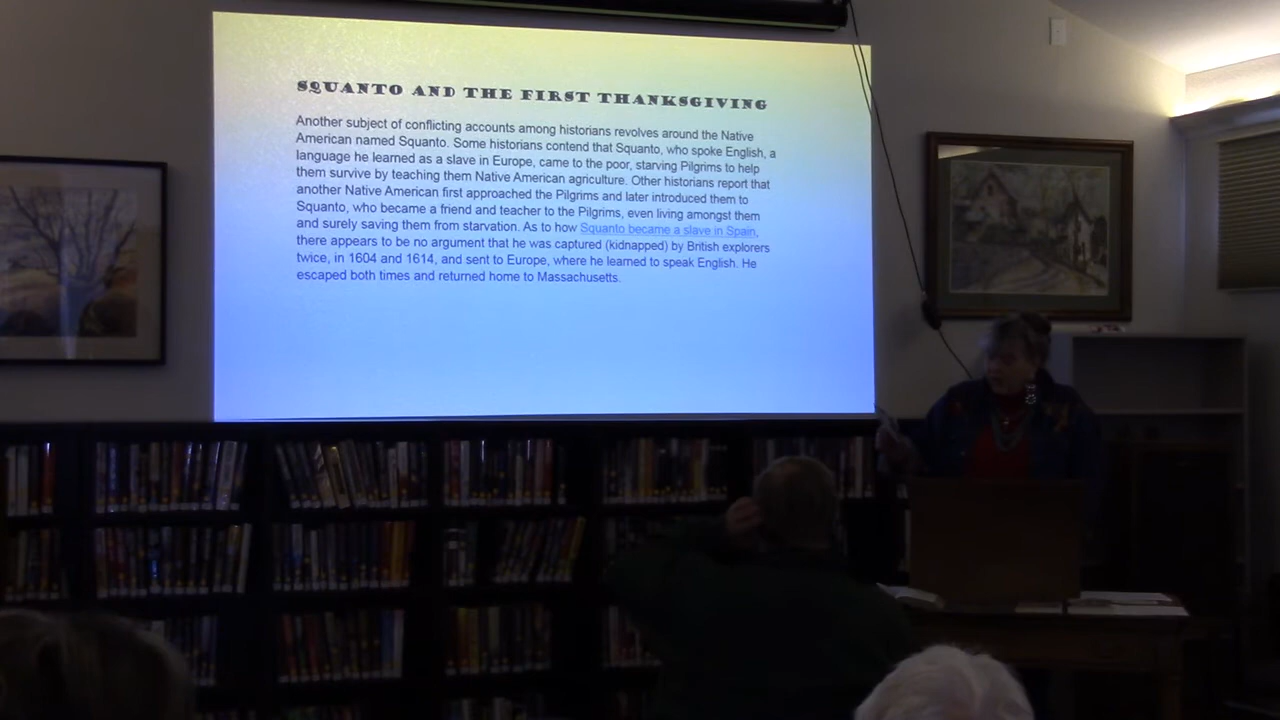 SQUANTO AND THE FIRST THANKSGIVING
Another subject of conflicting accounts among historians revolves around the Native
American named Squanto. Some historians contend that Squanto, who spoke English, a
language he learned as a slave in Europe, came to the poor, starving Pilgrims to help
them survive by teaching them Native American agriculture. Other historians report that
another Native American first approached the Pilgrims and later introduced them to
Squanto, who became a friend and teacher to the Pilgrims, even living amongst them
and surely saving them from starvation. As to how Squanto became a slave in Spain,
there appears to be no argument that he was captured (kidnapped) by British explorers
twice, in 1604 and 1614, and sent to Europe, where he learned to speak English. He
escaped both times and returned home to Massachusetts.